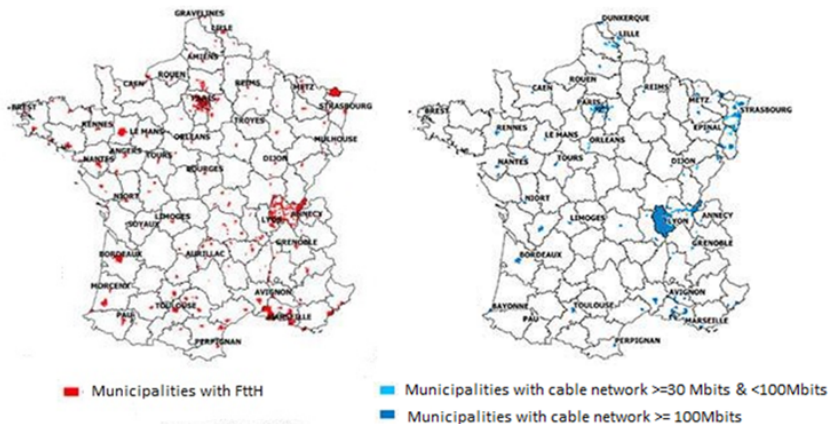 GRAVELINES
LILLE
AMIENS
ROUEN
CAEN
REIMS
METZ
PARIS
STRASBOURG
BREST
RENNES
LE MANS
TROYES
ORLEANS
MULHOUSE
ANGERS
NANTES
TOURS
DIJON
BOURGES
NIORT
LIMOGES
LYON
ANNECY
SOYAUX
GRENOBLE
BORDEAUX
AURILLAC
MORCENX
AVIGNON
TOULOUSE
MARSEILLE
PAU
PERPIGNAN
Municipalities with FttH
DUNKERQUE
LILLE
ROUEN
CAEN
REIMS
METZ
PARIS
STRASBOURG
BREST
EPINAL
RENNES
LE MANS
ORLEANS
NANTES
TOURS
DIJON
NIORT
LIMOGES
LYON
ANNECY
GRENOBLE
BORDEAUX
AVIGNON
BAYONNE
TOULOUSE
PAU
MARSEILLE
PERPIGNAN
Municipalities with cable network >=30 Mbits & <100Mbits
Municipalities with cable network >= 100Mbits